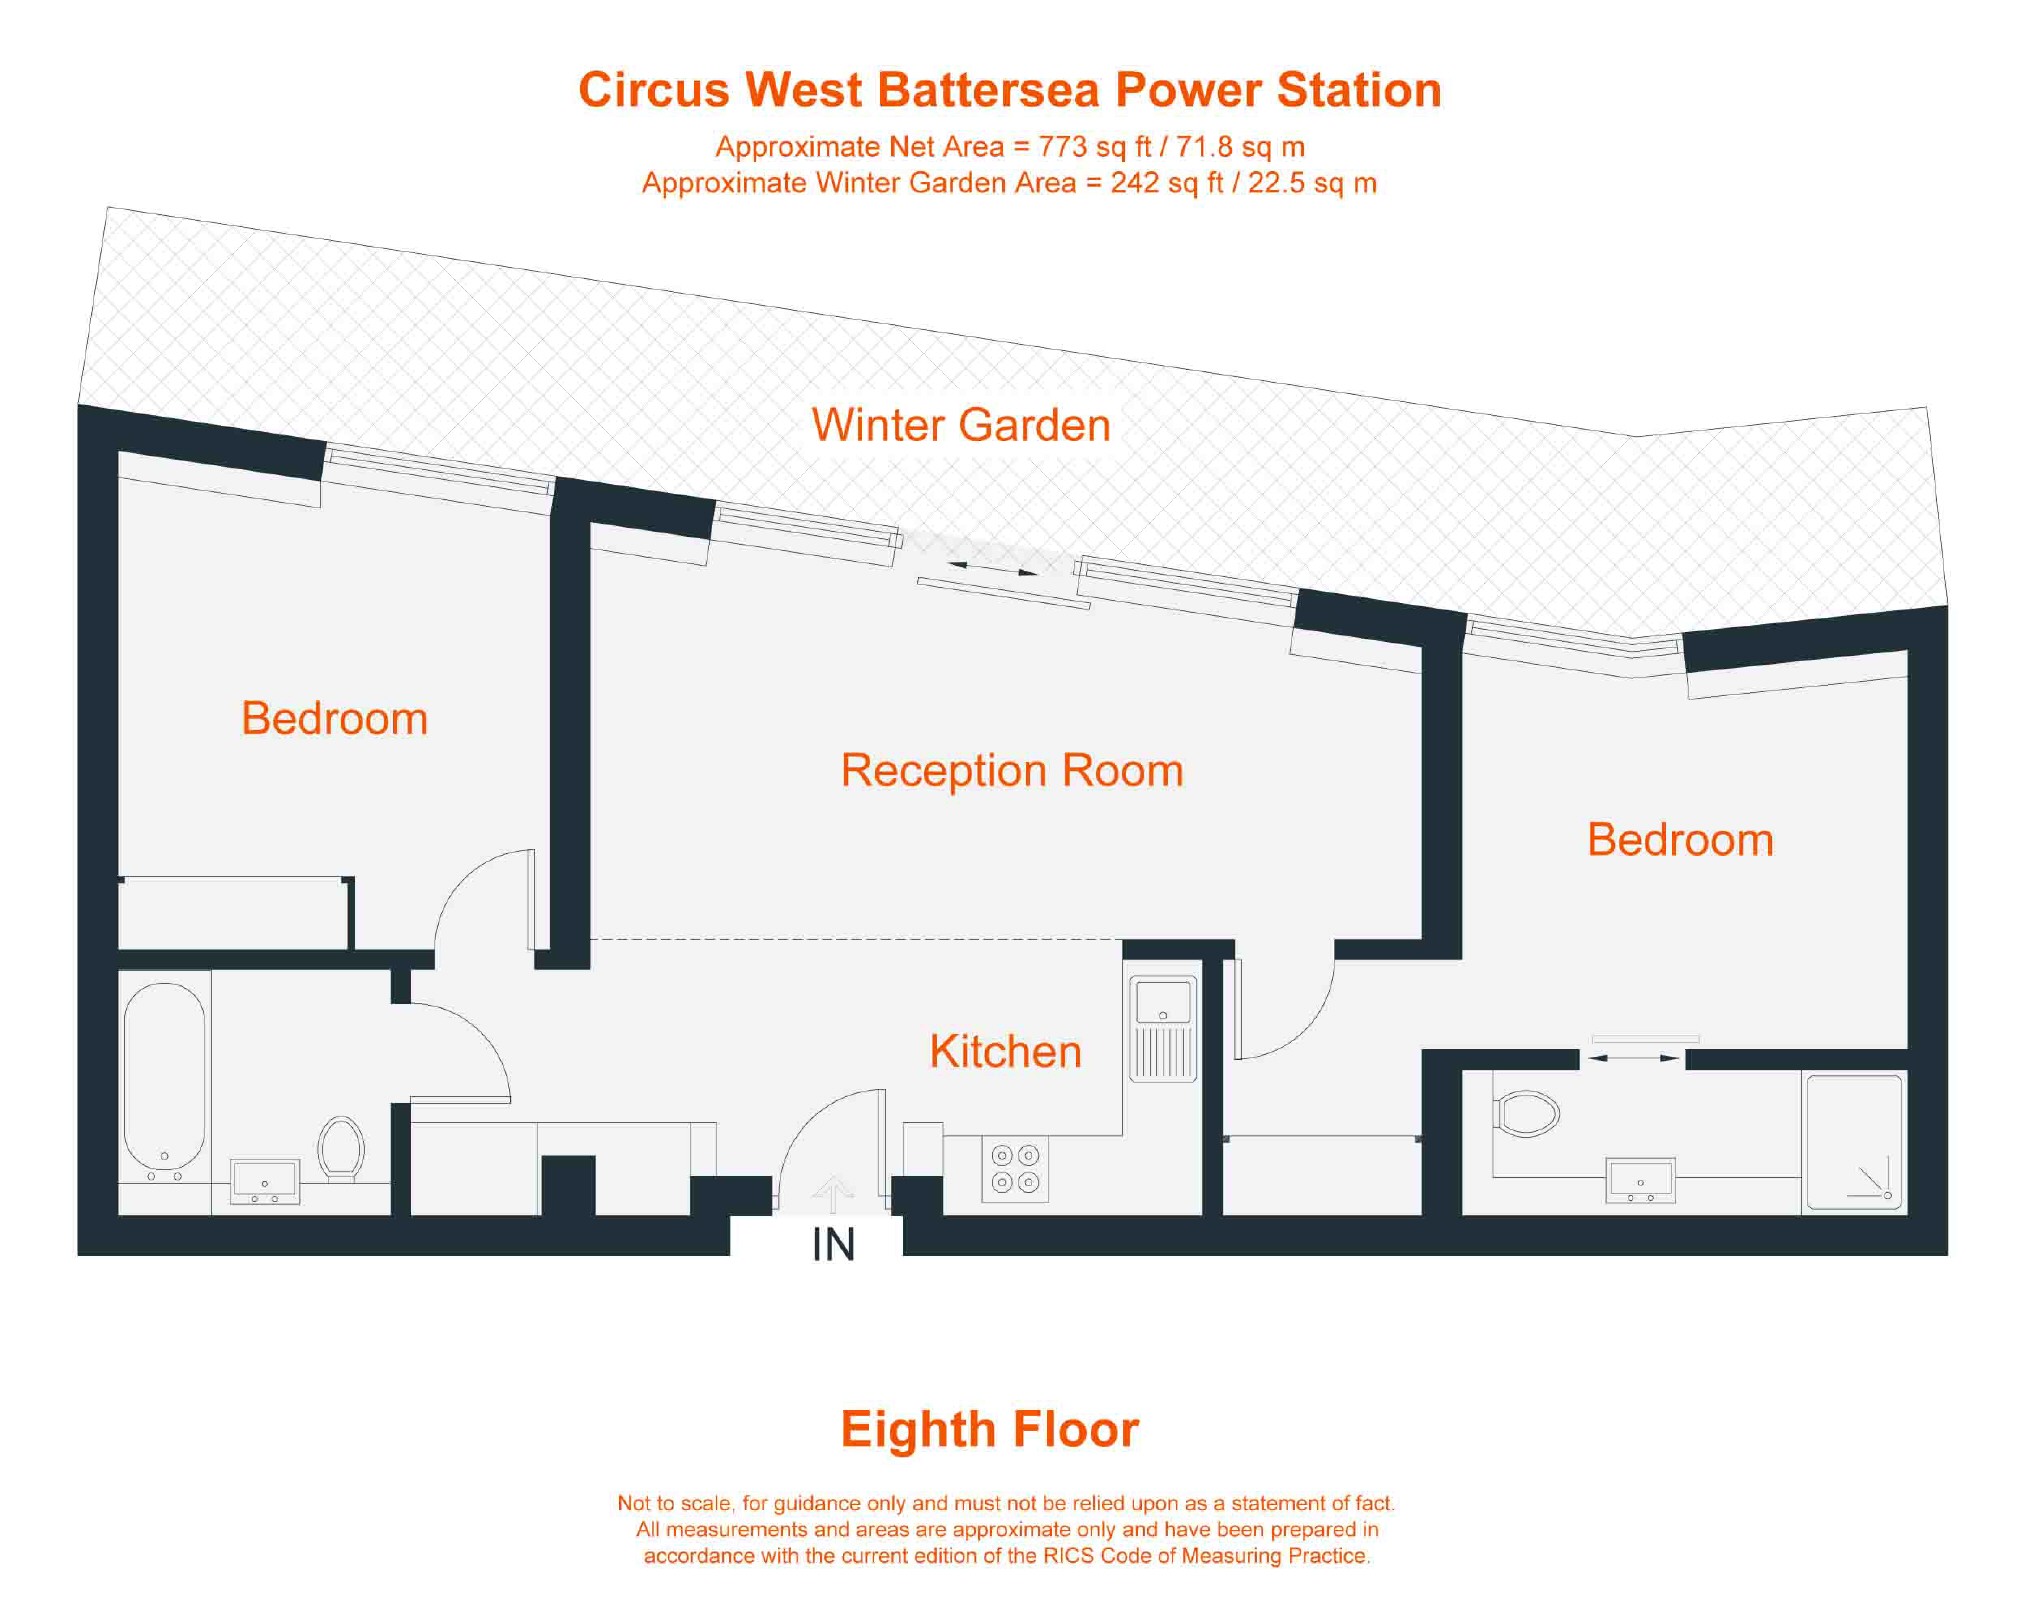 Circus West Battersea Power Station
Approximate Net Area = 773 sq ft / 71.8 sq m
Approximate Winter Garden Area = 242 sq ft / 22.5 sq m
Winter Garden
Bedroom
Reception Room
Bedroom
Kitchen
IN
Eighth Floor
Not to scale, for guidance only and must not be relied upon as a statement of fact.
All measurements and areas are approximate only and have been prepared in
accordance with the current edition of the RICS Code of Measuring Practice.